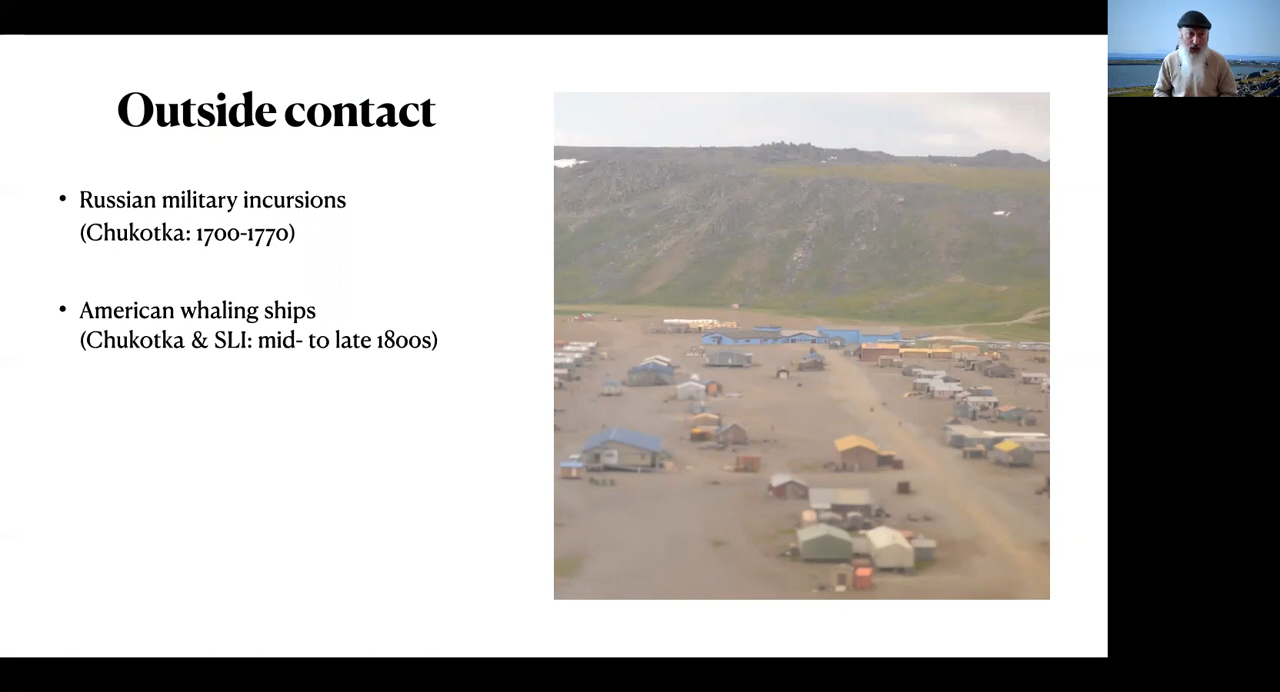 Outside contact
• Russian military incursions
(Chukotka: 1700-1770)
• American whaling ships
(Chukotka & SLI: mid- to late 1800s)